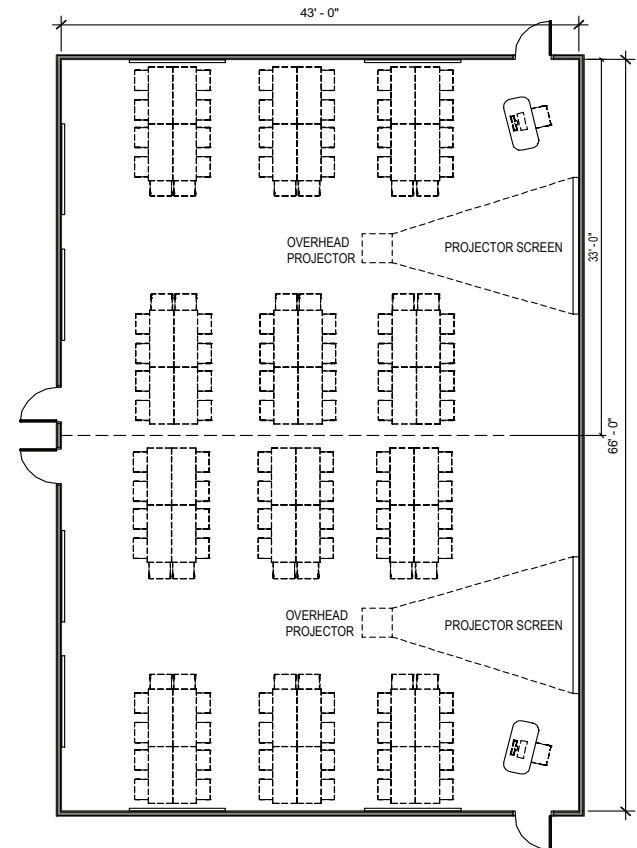 43' - 0"
OVERHEAD
PROJECTOR
PROJECTOR SCREEN
33'- 0"
66' - 0"
OVERHEAD
PROJECTOR
PROJECTOR SCREEN